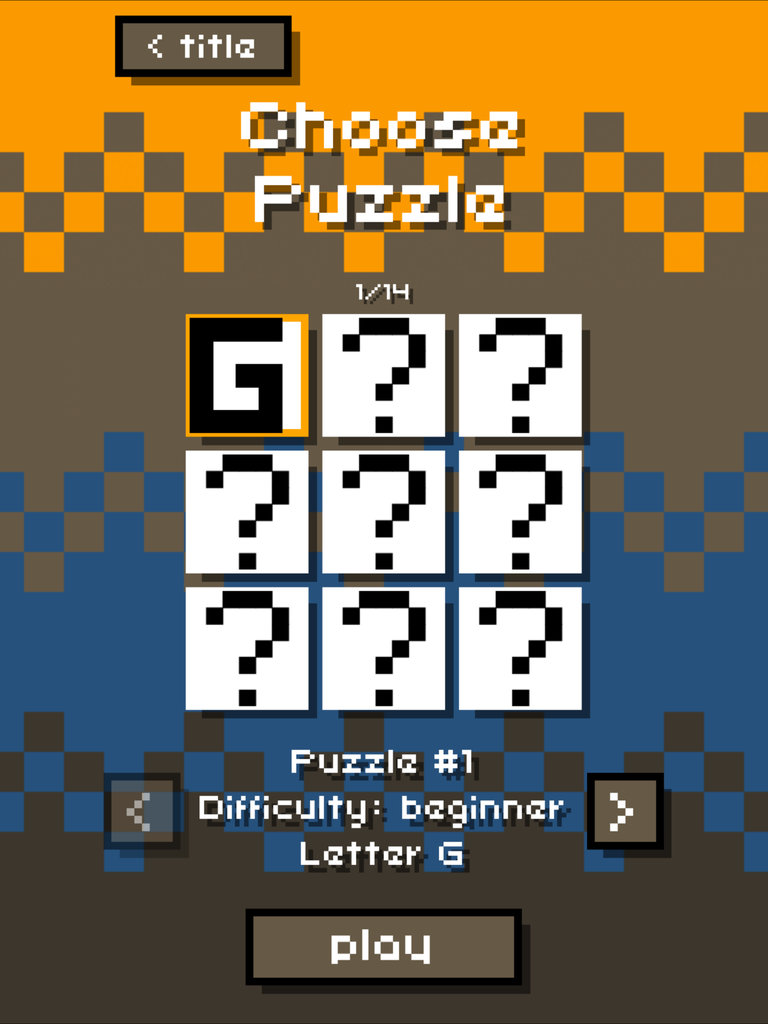 < title
Choose
Puzzle
1/14
G ? ?
? ? ?
? ? ?
Puzzle #1
< Difficulty: beginner >
Letter G
play